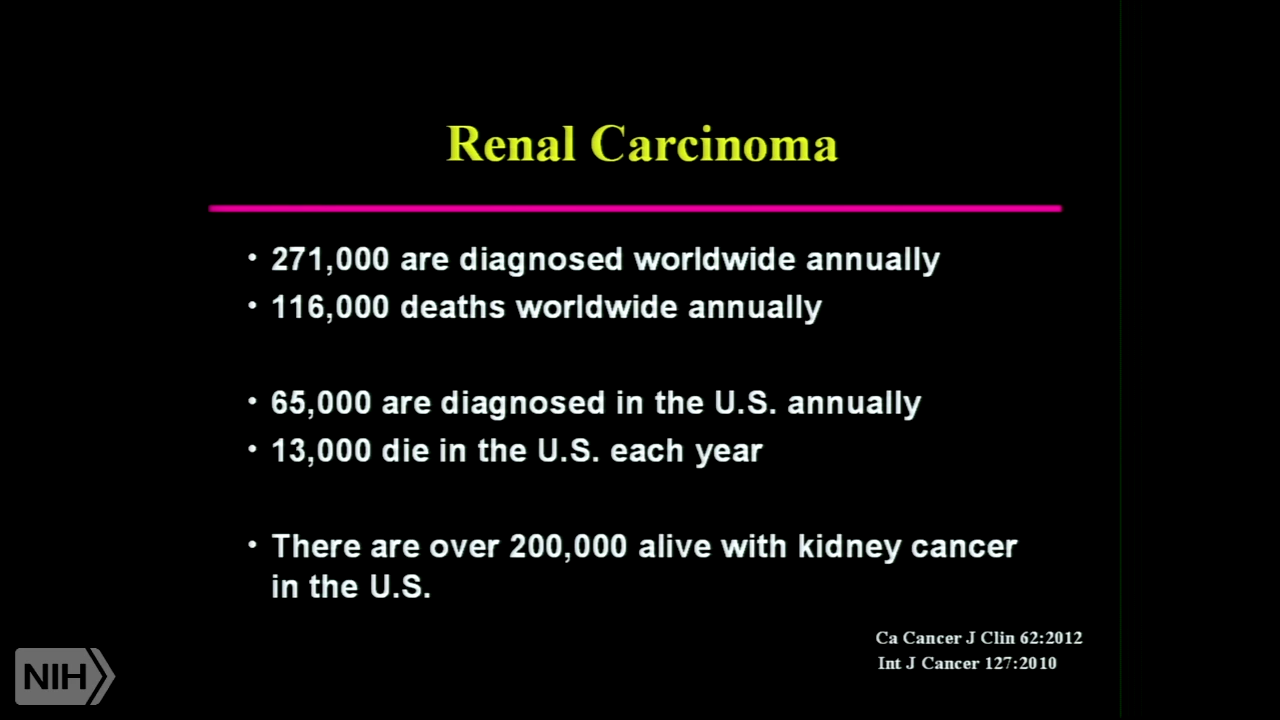 Renal Carcinoma
• 271,000 are diagnosed worldwide annually
• 116,000 deaths worldwide annually
• 65,000 are diagnosed in the U.S. annually
• 13,000 die in the U.S. each year
• There are over 200,000 alive with kidney cancer
in the U.S.
Ca Cancer J Clin 62:2012
Int J Cancer 127:2010
NIH